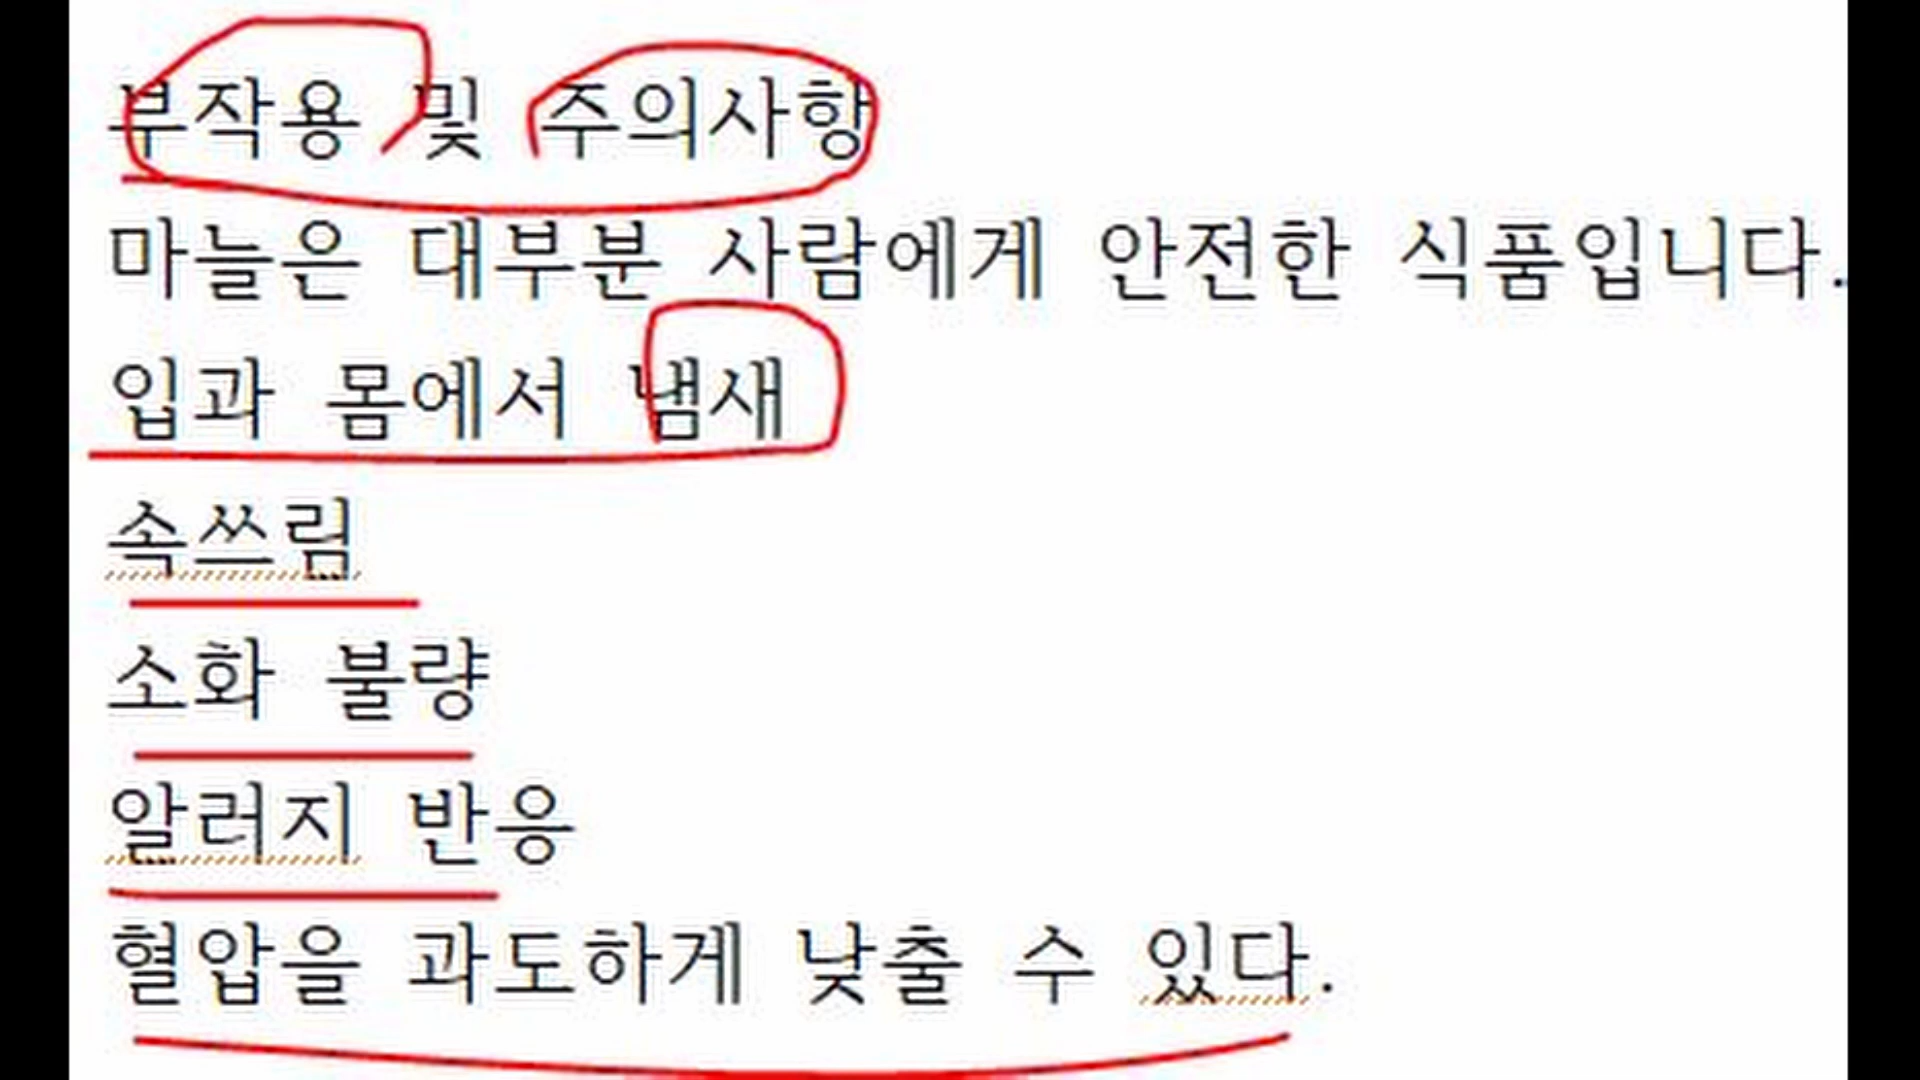 부작용 및 주의사항
마늘은 대부분 사람에게 안전한 식품입니다.
입과 몸에서 냄새
속쓰림
소화 불량
알러지 반응
혈압을 과도하게 낮출 수 있다.